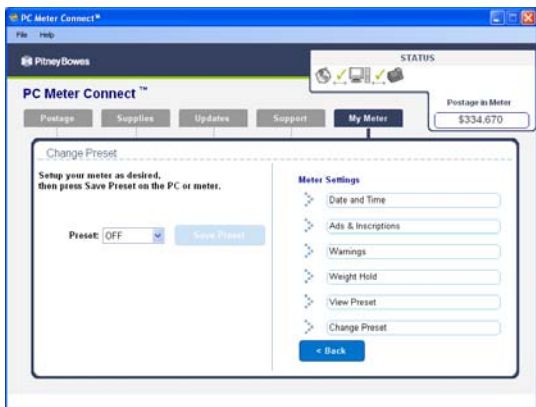 PC Meter Connect™
File Help
Pitney Bowes
STATUS
PC Meter Connect ™
Postage in Meter
$334.670
Postage Supplies Updates Support My Meter
Change Preset
Setup your meter as desired,
then press Save Preset on the PC or meter.
Preset: OFF Save Preset
Meter Settings
Date and Time
Ads & Inscriptions
Warnings
Weight Hold
View Preset
Change Preset
< Back